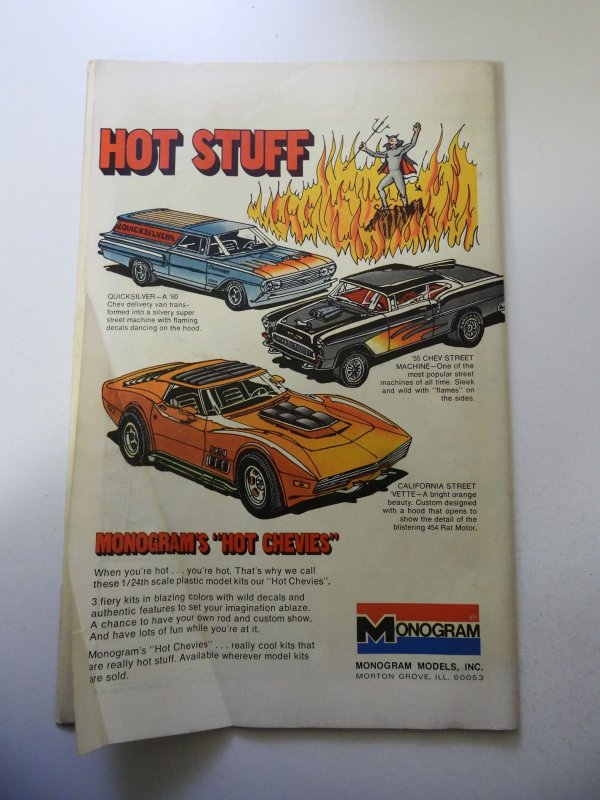 HOT STUFF
QUICKSILVER
Chevrolet
QUICKSILVER—A '60
Chev delivery van trans-
formed into a silvery super
street machine with flaming
decals dancing on the hood.
'55 CHEV STREET
MACHINE—One of the
most popular street
machines of all time. Sleek
and wild with "flames" on
the sides.
CALIFORNIA STREET
'VETTE—A bright orange
beauty. Custom designed
with a hood that opens to
show the detail of the
blistering 454 Rat Motor.
MONOGRAM'S "HOT CHEVIES"
When you're hot . . . you're hot. That's why we call
these 1/24th scale plastic model kits our "Hot Chevies".
3 fiery kits in blazing colors with wild decals and
authentic features to set your imagination ablaze.
A chance to have your own rod and custom show.
And have lots of fun while you're at it.
Monogram's "Hot Chevies" . . . really cool kits that
are really hot stuff. Available wherever model kits
are sold.
MONOGRAM
®
MONOGRAM MODELS, INC.
MORTON GROVE, ILL. 60053